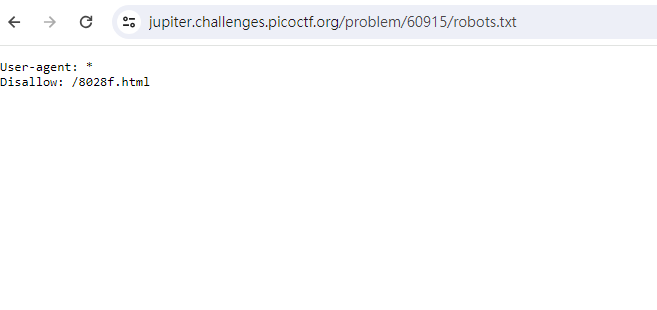 jupiter.challenges.picoctf.org/problem/60915/robots.txt
User-agent: *
Disallow: /8028f.html